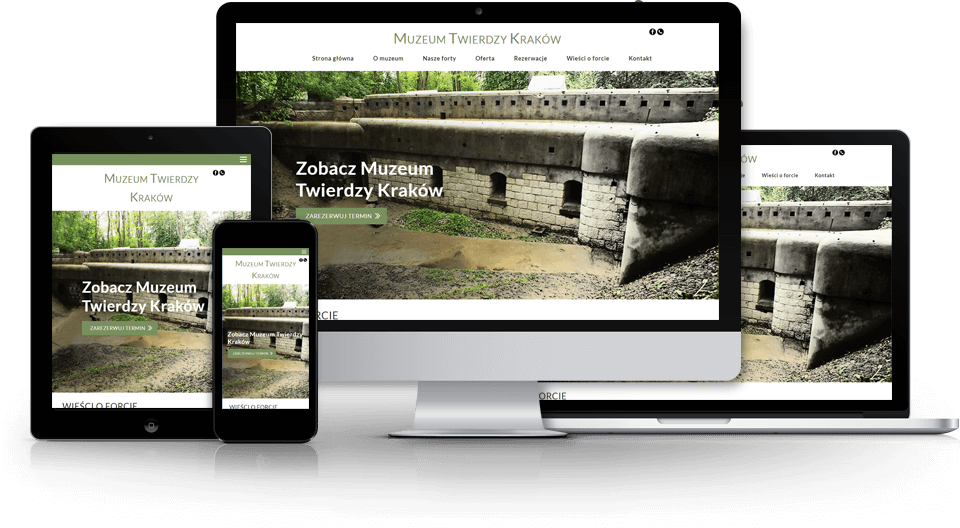 Muzeum Twierdzy Kraków
Strona główna O muzeum Nasze forty Oferta Rezerwacje Wieści o forcie Kontakt
Zobacz Muzeum
Twierdzy Kraków
ZAREZERWUJ TERMIN
ORCIE
Muzeum Twierdzy
Kraków
Zobacz Muzeum
Twierdzy Kraków
ZAREZERWUJ TERMIN
WIEŚCI O FORCIE
Muzeum Twierdzy
Kraków
Zobacz Muzeum Twierdzy
Kraków
ZAREZERWUJ TERMIN
WIEŚCI O FORCIE
ów
ie Wieści o forcie Kontakt
ORCIE